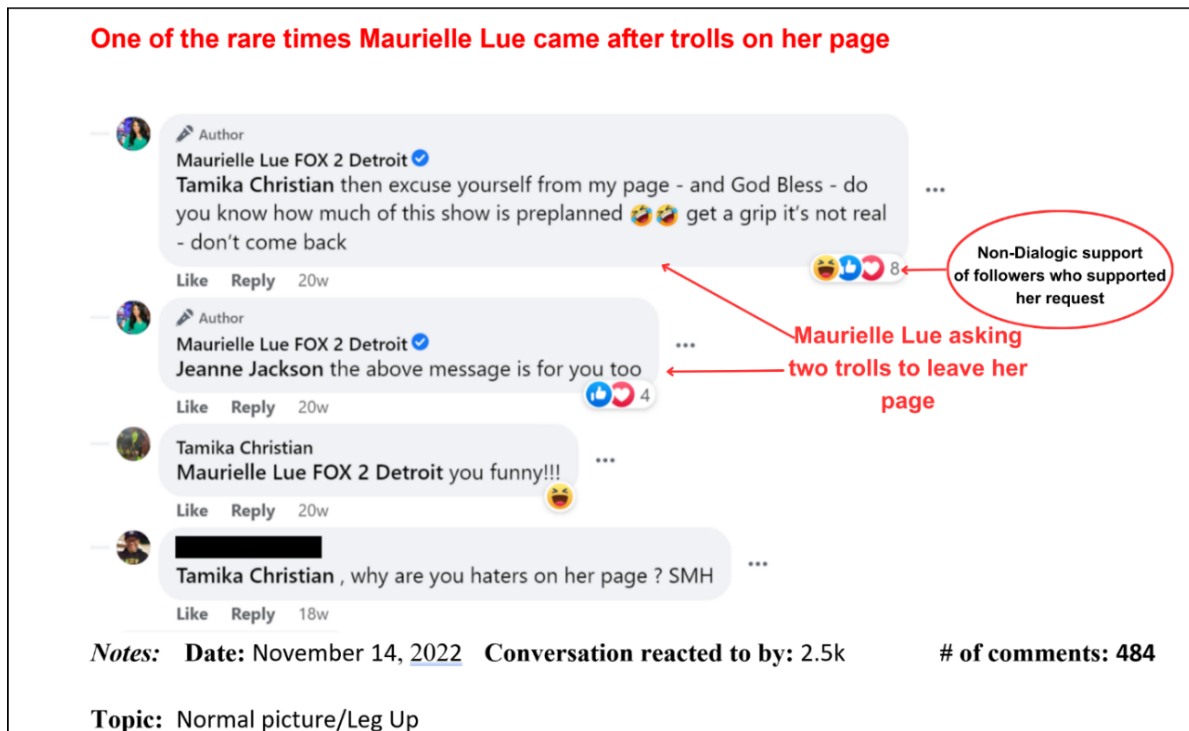 One of the rare times Maurielle Lue came after trolls on her page
Author
Maurielle Lue FOX 2 Detroit
Tamika Christian then excuse yourself from my page - and God Bless - do
you know how much of this show is preplanned 🤣🤣 get a grip it's not real
- don't come back
8
Like Reply 20w
Non-Dialogic support
of followers who supported
her request
Author
Maurielle Lue FOX 2 Detroit
Jeanne Jackson the above message is for you too
4
Like Reply 20w
Maurielle Lue asking
two trolls to leave her
page
Tamika Christian
Maurielle Lue FOX 2 Detroit you funny!!!
Like Reply 20w
Tamika Christian , why are you haters on her page ? SMH
Like Reply 18w
Notes: Date: November 14, 2022 Conversation reacted to by: 2.5k # of comments: 484
Topic: Normal picture/Leg Up